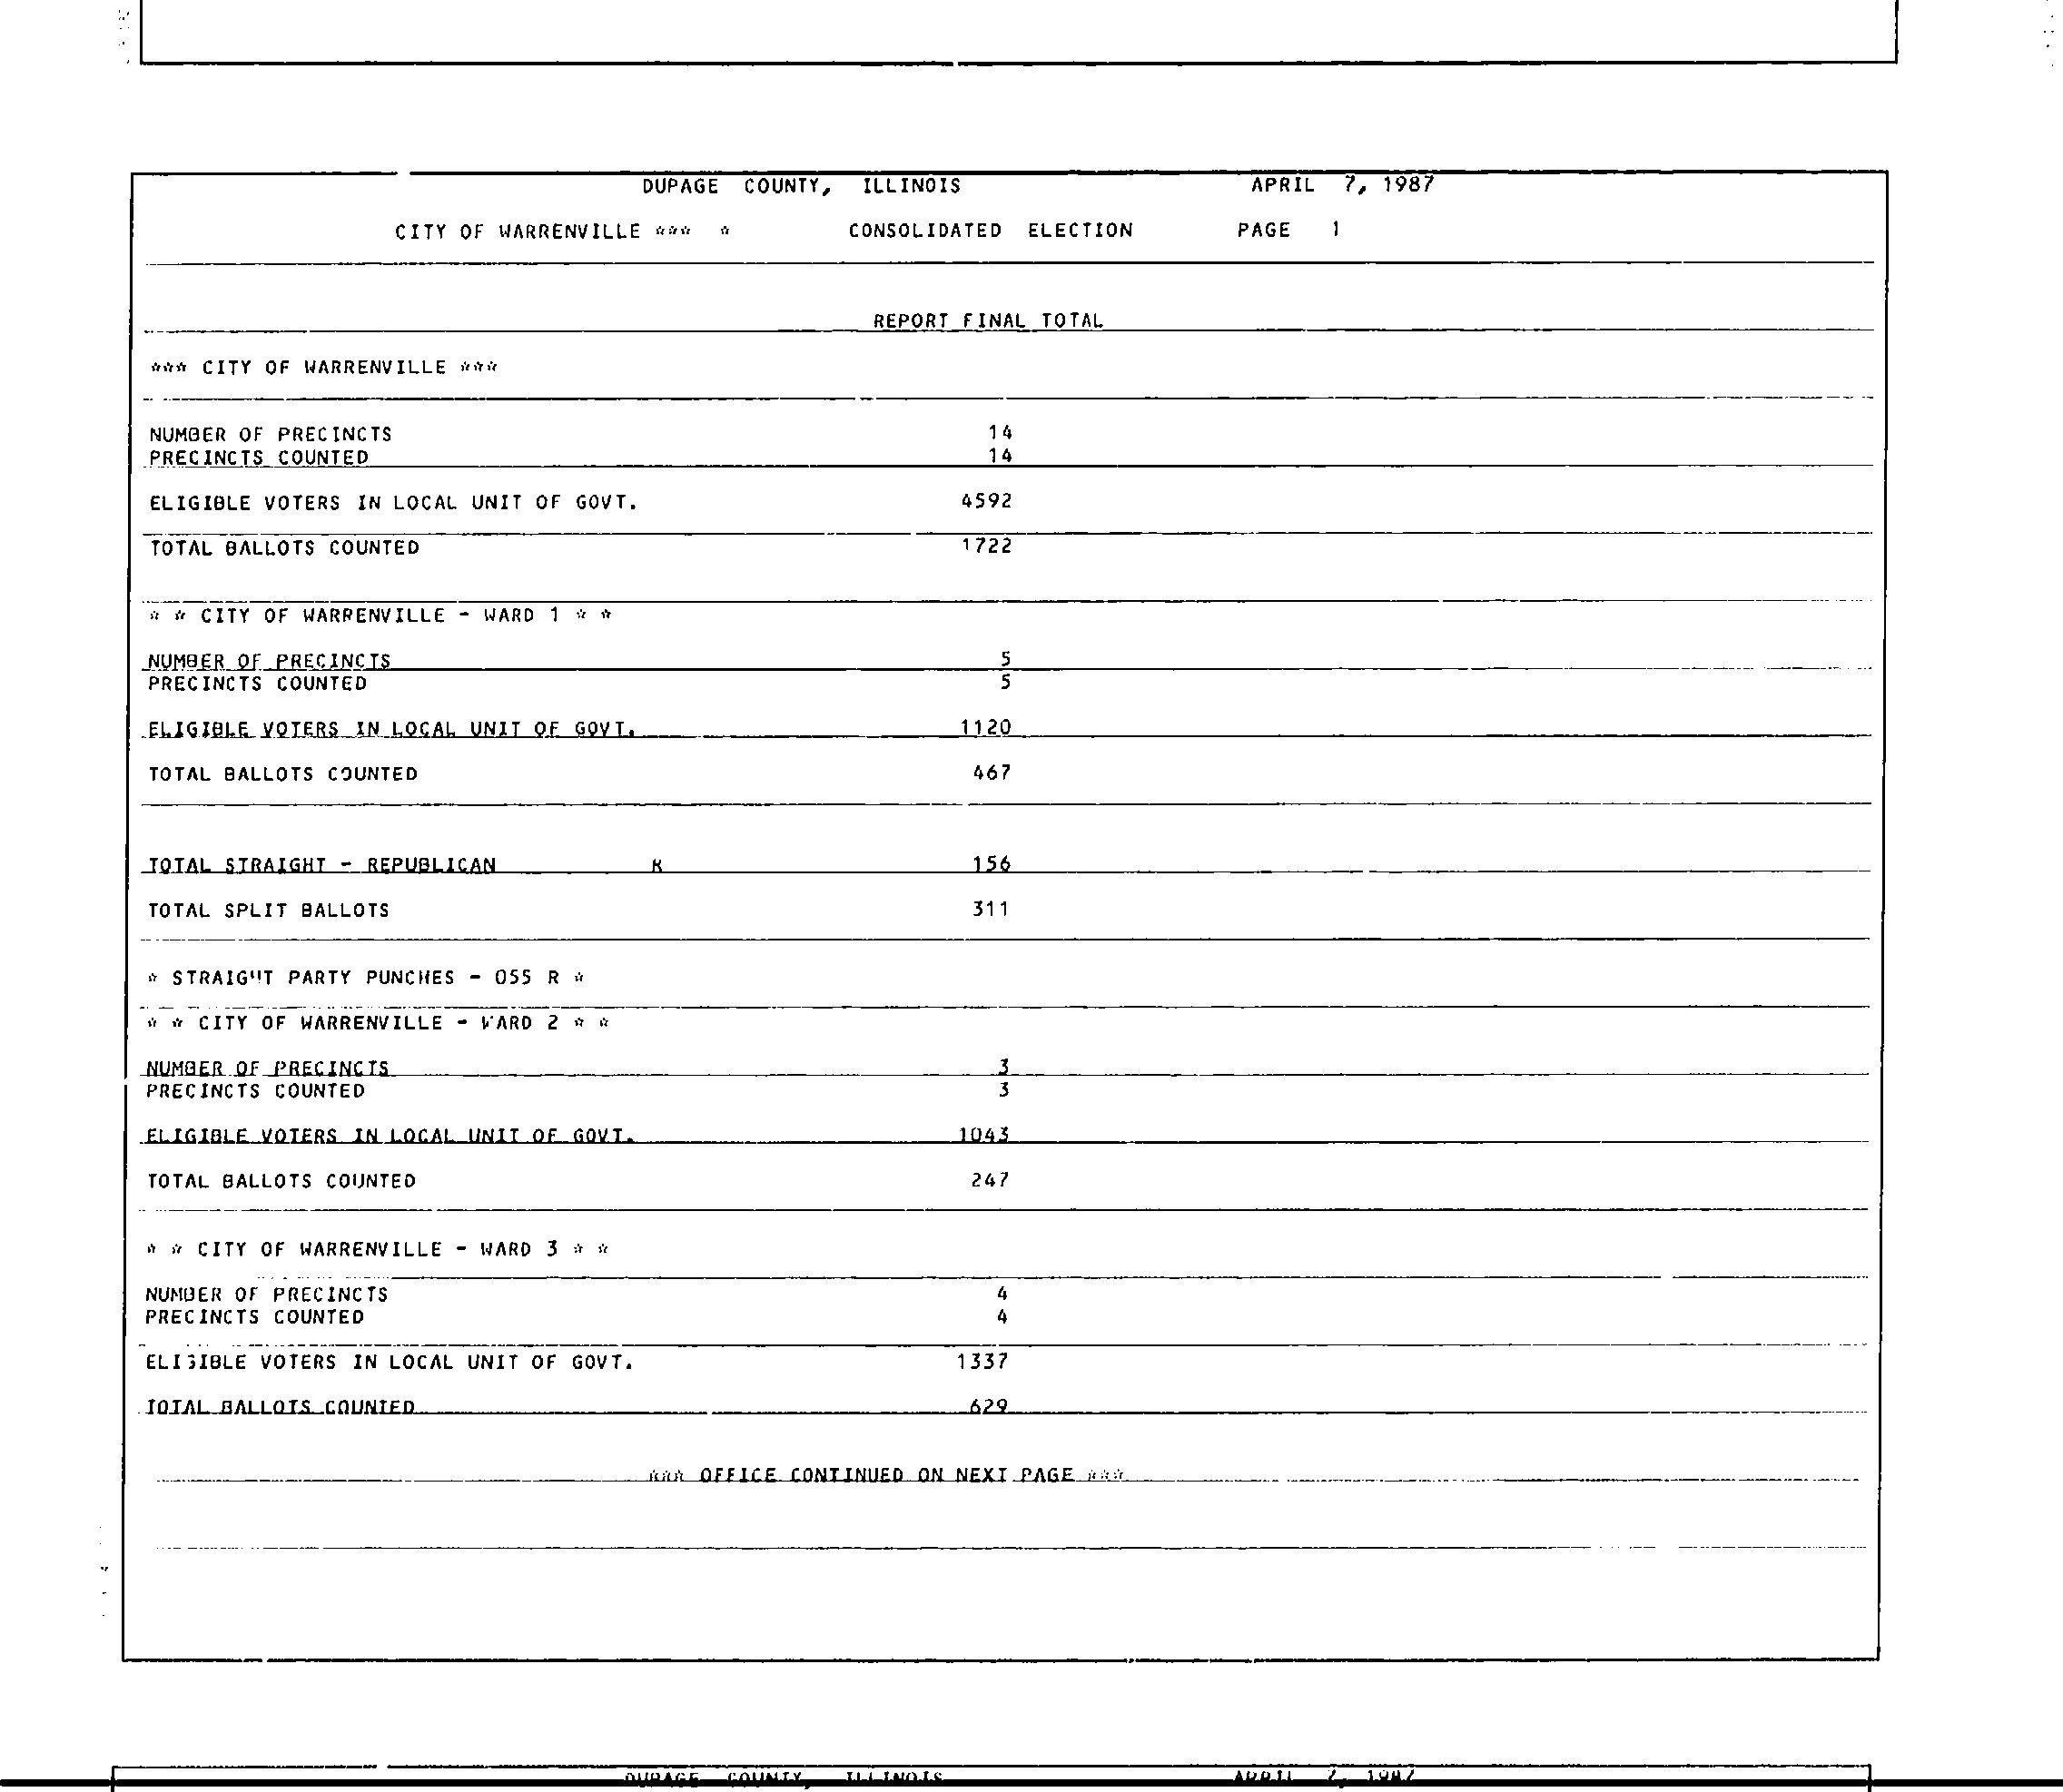 DUPAGE COUNTY, ILLINOIS APRIL 7, 1987
CITY OF WARRENVILLE *** * CONSOLIDATED ELECTION PAGE 1
REPORT FINAL TOTAL
*** CITY OF WARRENVILLE ***
NUMBER OF PRECINCTS 14
PRECINCTS COUNTED 14
ELIGIBLE VOTERS IN LOCAL UNIT OF GOVT. 4592
TOTAL BALLOTS COUNTED 1722
* * CITY OF WARRENVILLE - WARD 1 * *
NUMBER OF PRECINCTS 5
PRECINCTS COUNTED 5
ELIGIBLE VOTERS IN LOCAL UNIT OF GOVT. 1120
TOTAL BALLOTS COUNTED 467
TOTAL STRAIGHT - REPUBLICAN R 156
TOTAL SPLIT BALLOTS 311
* STRAIGHT PARTY PUNCHES - 055 R *
* * CITY OF WARRENVILLE - WARD 2 * *
NUMBER OF PRECINCTS 3
PRECINCTS COUNTED 3
ELIGIBLE VOTERS IN LOCAL UNIT OF GOVT. 1043
TOTAL BALLOTS COUNTED 247
* * CITY OF WARRENVILLE - WARD 3 * *
NUMBER OF PRECINCTS 4
PRECINCTS COUNTED 4
ELIGIBLE VOTERS IN LOCAL UNIT OF GOVT. 1337
TOTAL BALLOTS COUNTED 629
*** OFFICE CONTINUED ON NEXT PAGE ***
DUPAGE COUNTY, ILLINOIS APRIL 7, 1987